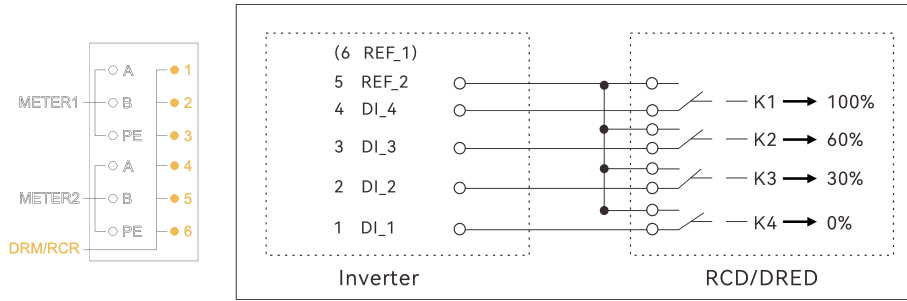 A 1
METER1 B 2
PE 3
A 4
METER2 B 5
PE 6
DRM/RCR
(6 REF_1)
5 REF_2
4 DI_4
K1 100%
3 DI_3
K2 60%
2 DI_2
K3 30%
1 DI_1
K4 0%
Inverter
RCD/DRED